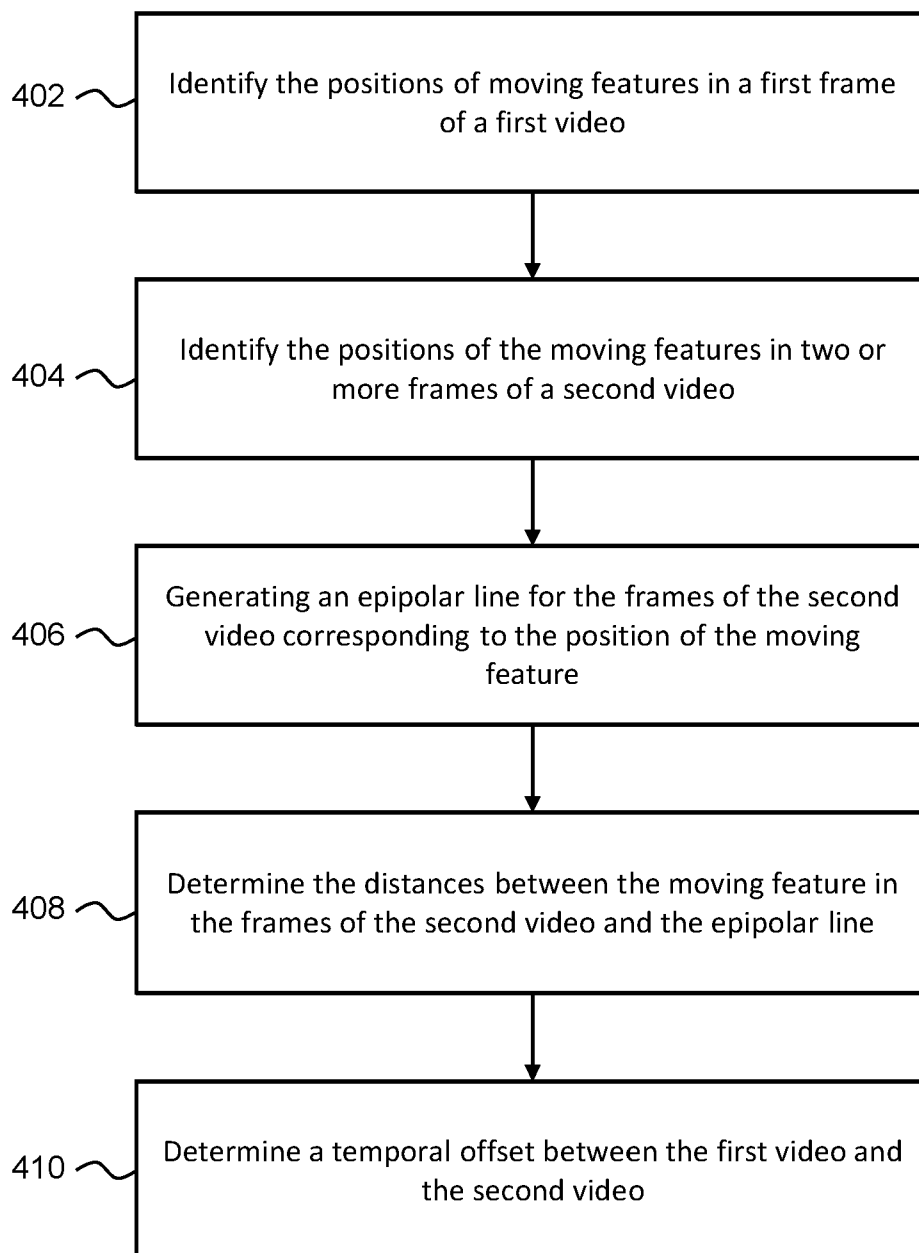 402
Identify the positions of moving features in a first frame
of a first video
404
Identify the positions of the moving features in two or
more frames of a second video
406
Generating an epipolar line for the frames of the second
video corresponding to the position of the moving
feature
408
Determine the distances between the moving feature in
the frames of the second video and the epipolar line
410
Determine a temporal offset between the first video and
the second video